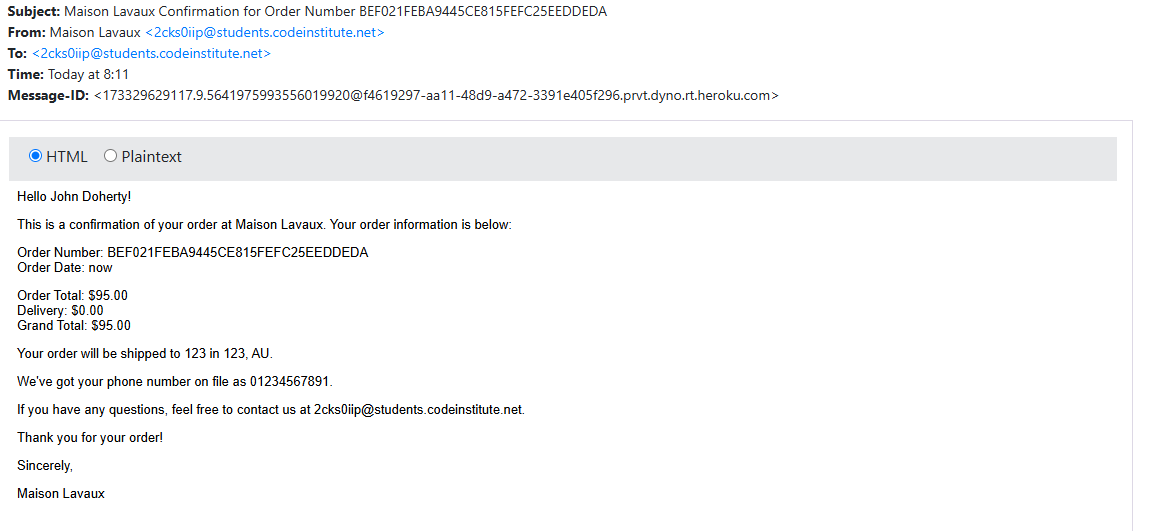 Subject: Maison Lavaux Confirmation for Order Number BEF021FEBA9445CE815FEFC25EEDDEDA
From: Maison Lavaux <2cks0iip@students.codeinstitute.net>
To: <2cks0iip@students.codeinstitute.net>
Time: Today at 8:11
Message-ID: <173329629117.9.5641975993556019920@f4619297-aa11-48d9-a472-3391e405f296.prvt.dyno.rt.heroku.com>
HTML Plaintext
Hello John Doherty!
This is a confirmation of your order at Maison Lavaux. Your order information is below:
Order Number: BEF021FEBA9445CE815FEFC25EEDDEDA
Order Date: now
Order Total: $95.00
Delivery: $0.00
Grand Total: $95.00
Your order will be shipped to 123 in 123, AU.
We've got your phone number on file as 01234567891.
If you have any questions, feel free to contact us at 2cks0iip@students.codeinstitute.net.
Thank you for your order!
Sincerely,
Maison Lavaux